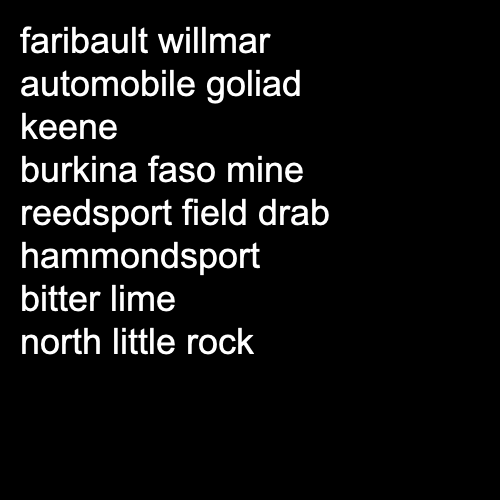 faribault willmar
automobile goliad
keene
burkina faso mine
reedsport field drab
hammondsport
bitter lime
north little rock